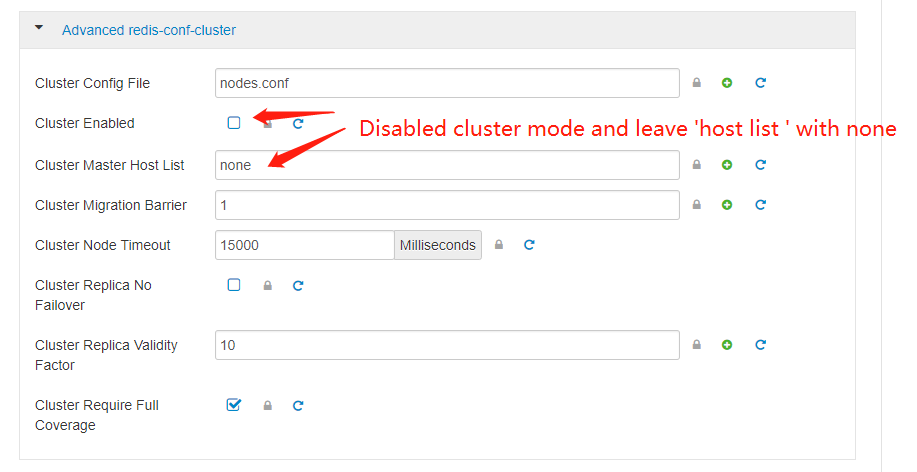 Advanced redis-conf-cluster
Cluster Config File nodes.conf
Cluster Enabled
Disabled cluster mode and leave 'host list ' with none
Cluster Master Host List none
Cluster Migration Barrier 1
Cluster Node Timeout 15000 Milliseconds
Cluster Replica No
Failover
Cluster Replica Validity 10
Factor
Cluster Require Full
Coverage